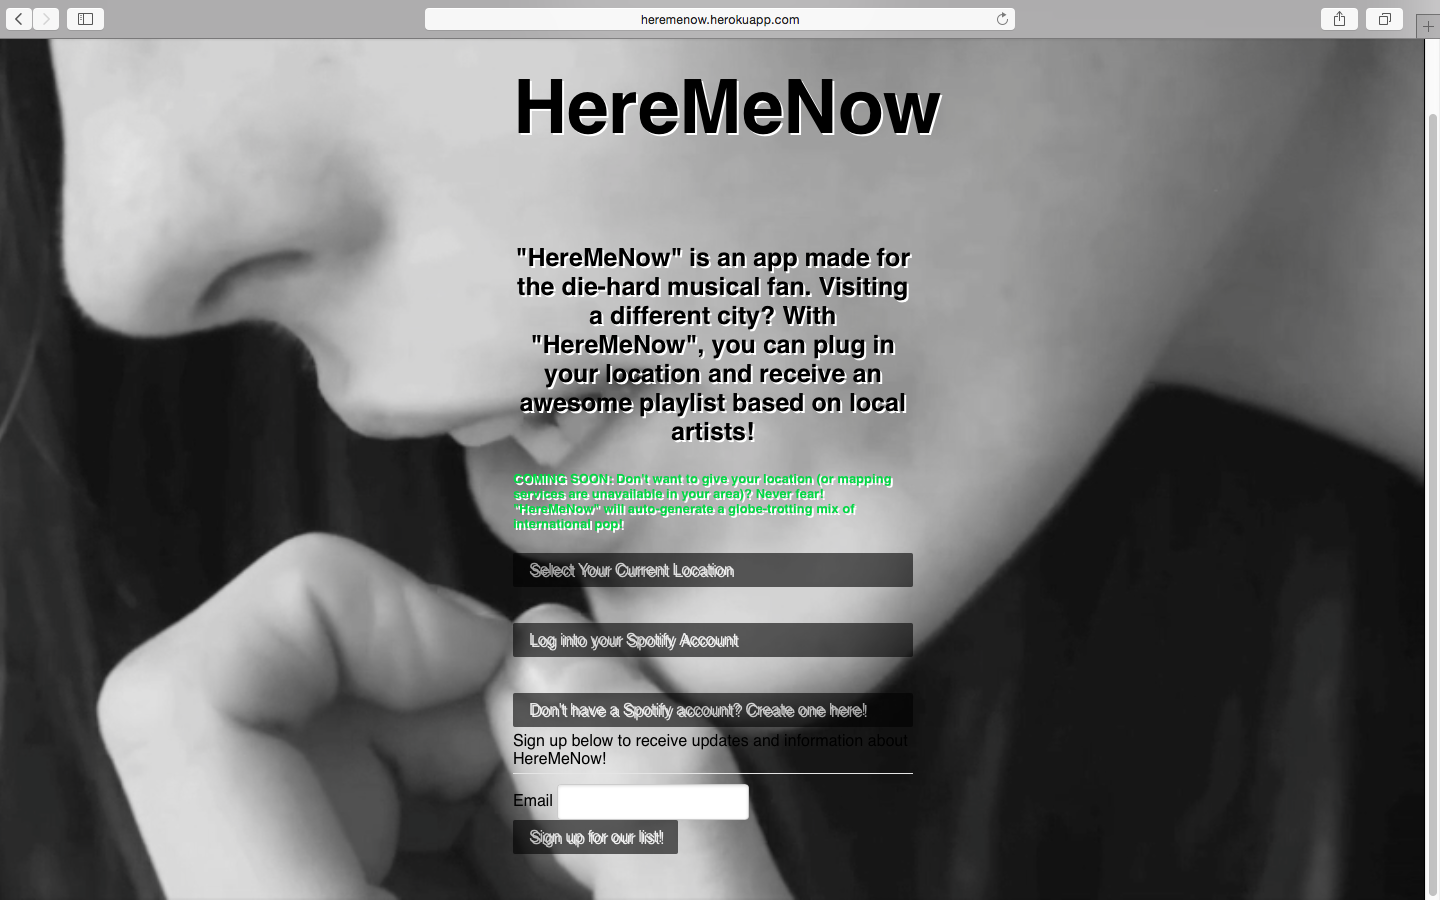 heremenow.herokuapp.com
HereMeNow
"HereMeNow" is an app made for
the die-hard musical fan. Visiting
a different city? With
"HereMeNow", you can plug in
your location and receive an
awesome playlist based on local
artists!
COMING SOON: Don't want to give your location (or mapping
services are unavailable in your area)? Never fear!
"HereMeNow" will auto-generate a globe-trotting mix of
international pop!
Select Your Current Location
Log into your Spotify Account
Don't have a Spotify account? Create one here!
Sign up below to receive updates and information about
HereMeNow!
Email
Sign up for our list!